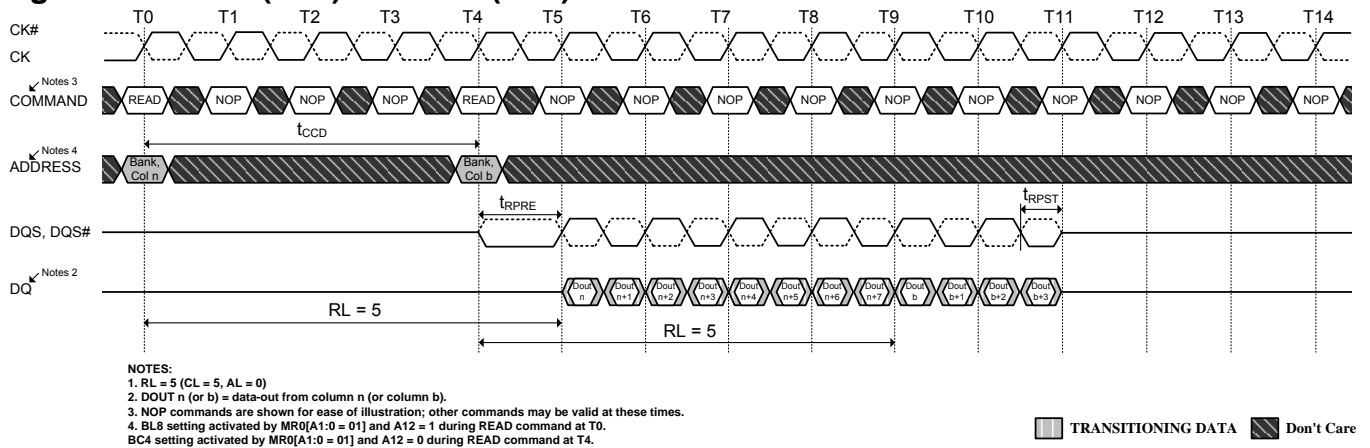 T0 T1 T2 T3 T4 T5 T6 T7 T8 T9 T10 T11 T12 T13 T14
CK#
CK
Notes 3
COMMAND READ NOP NOP NOP READ NOP NOP NOP NOP NOP NOP NOP NOP NOP NOP
tCCD
Notes 4
ADDRESS Bank, Col n Bank, Col b
tRPRE tRPST
DQS, DQS#
Notes 2
DQ Dout n Dout n+1 Dout n+2 Dout n+3 Dout n+4 Dout n+5 Dout n+6 Dout n+7 Dout b Dout b+1 Dout b+2 Dout b+3
RL = 5
RL = 5
NOTES:
1. RL = 5 (CL = 5, AL = 0)
2. DOUT n (or b) = data-out from column n (or column b).
3. NOP commands are shown for ease of illustration; other commands may be valid at these times.
4. BL8 setting activated by MR0[A1:0 = 01] and A12 = 1 during READ command at T0.
BC4 setting activated by MR0[A1:0 = 01] and A12 = 0 during READ command at T4.
TRANSITIONING DATA Don't Care